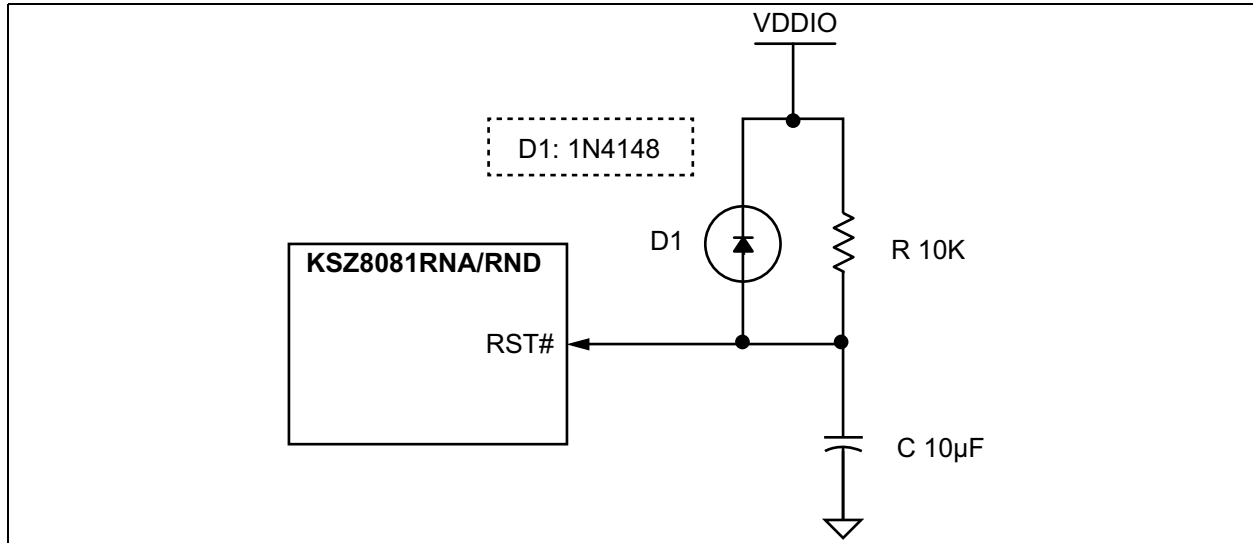 VDDIO
D1: 1N4148
D1
R 10K
KSZ8081RNA/RND
RST#
C 10µF